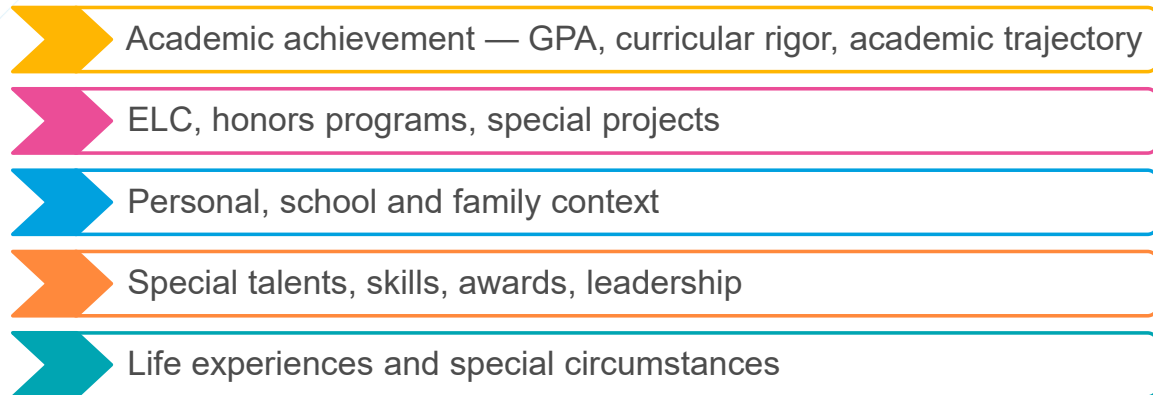 Academic achievement — GPA, curricular rigor, academic trajectory
ELC, honors programs, special projects
Personal, school and family context
Special talents, skills, awards, leadership
Life experiences and special circumstances